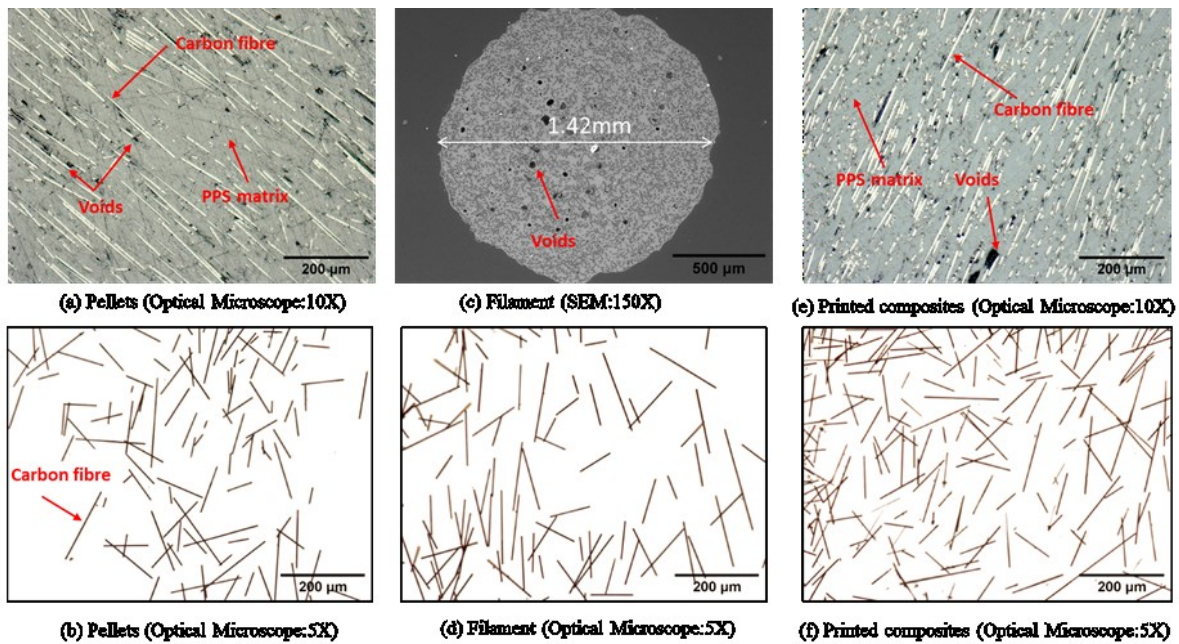 Carbon fibre
Voids
PPS matrix
200 µm
(a) Pellets (Optical Microscope:10X)
1.42mm
Voids
500 µm
(c) Filament (SEM:150X)
Carbon fibre
PPS matrix
Voids
200 µm
(e) Printed composites (Optical Microscope:10X)
Carbon fibre
200 µm
(b) Pellets (Optical Microscope:5X)
200 µm
(d) Filament (Optical Microscope:5X)
200 µm
(f) Printed composites (Optical Microscope:5X)